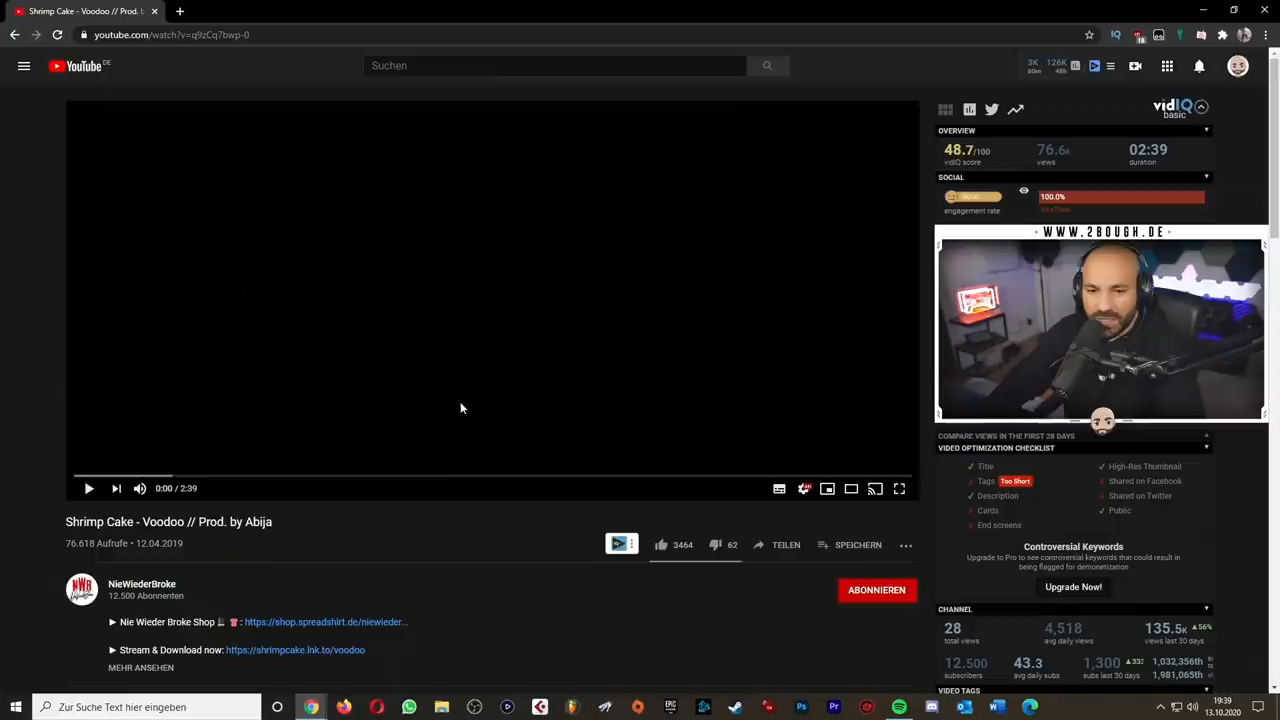 Shrimp Cake - Voodoo // Prod. b
youtube.com/watch?v=q9zCq7bwp-0
YouTube DE
Suchen
3K 60m 126K 48h
vidIQ basic
OVERVIEW
48.7/100 76.6K 02:39
vidIQ score views duration
SOCIAL
100.0%
engagement rate YouTube
· WWW.2BOUGH.DE ·
COMPARE VIEWS IN THE FIRST 28 DAYS
VIDEO OPTIMIZATION CHECKLIST
Title High-Res Thumbnail
Tags Too Short Shared on Facebook
Description Shared on Twitter
Cards Public
End screens
Controversial Keywords
Upgrade to Pro to see controversial keywords that could result in
being flagged for demonetization
Upgrade Now!
CHANNEL
28 4,518 135.5K ▲56%
total views avg daily views views last 30 days
12.500 43.3 1,300 1,032,356th
subscribers avg daily subs subs last 30 days 1,981,065th
VIDEO TAGS
0:00 / 2:39
Shrimp Cake - Voodoo // Prod. by Abija
76.618 Aufrufe • 12.04.2019
3464 62 TEILEN SPEICHERN
NWB
NieWiederBroke
12.500 Abonnenten
ABONNIEREN
► Nie Wieder Broke Shop : https://shop.spreadshirt.de/niewieder...
► Stream & Download now: https://shrimpcake.lnk.to/voodoo
MEHR ANSEHEN
Zur Suche Text hier eingeben
19:39
13.10.2020